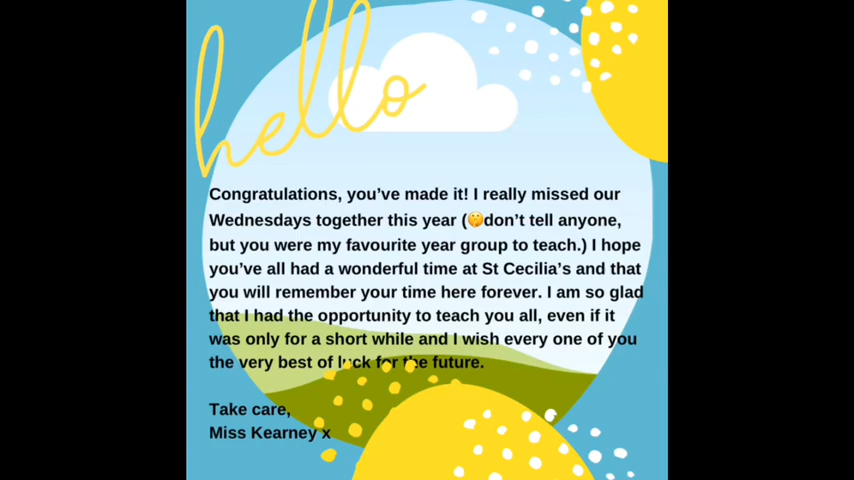 hello
Congratulations, you’ve made it! I really missed our
Wednesdays together this year (🤫don’t tell anyone,
but you were my favourite year group to teach.) I hope
you’ve all had a wonderful time at St Cecilia’s and that
you will remember your time here forever. I am so glad
that I had the opportunity to teach you all, even if it
was only for a short while and I wish every one of you
the very best of luck for the future.
Take care,
Miss Kearney x